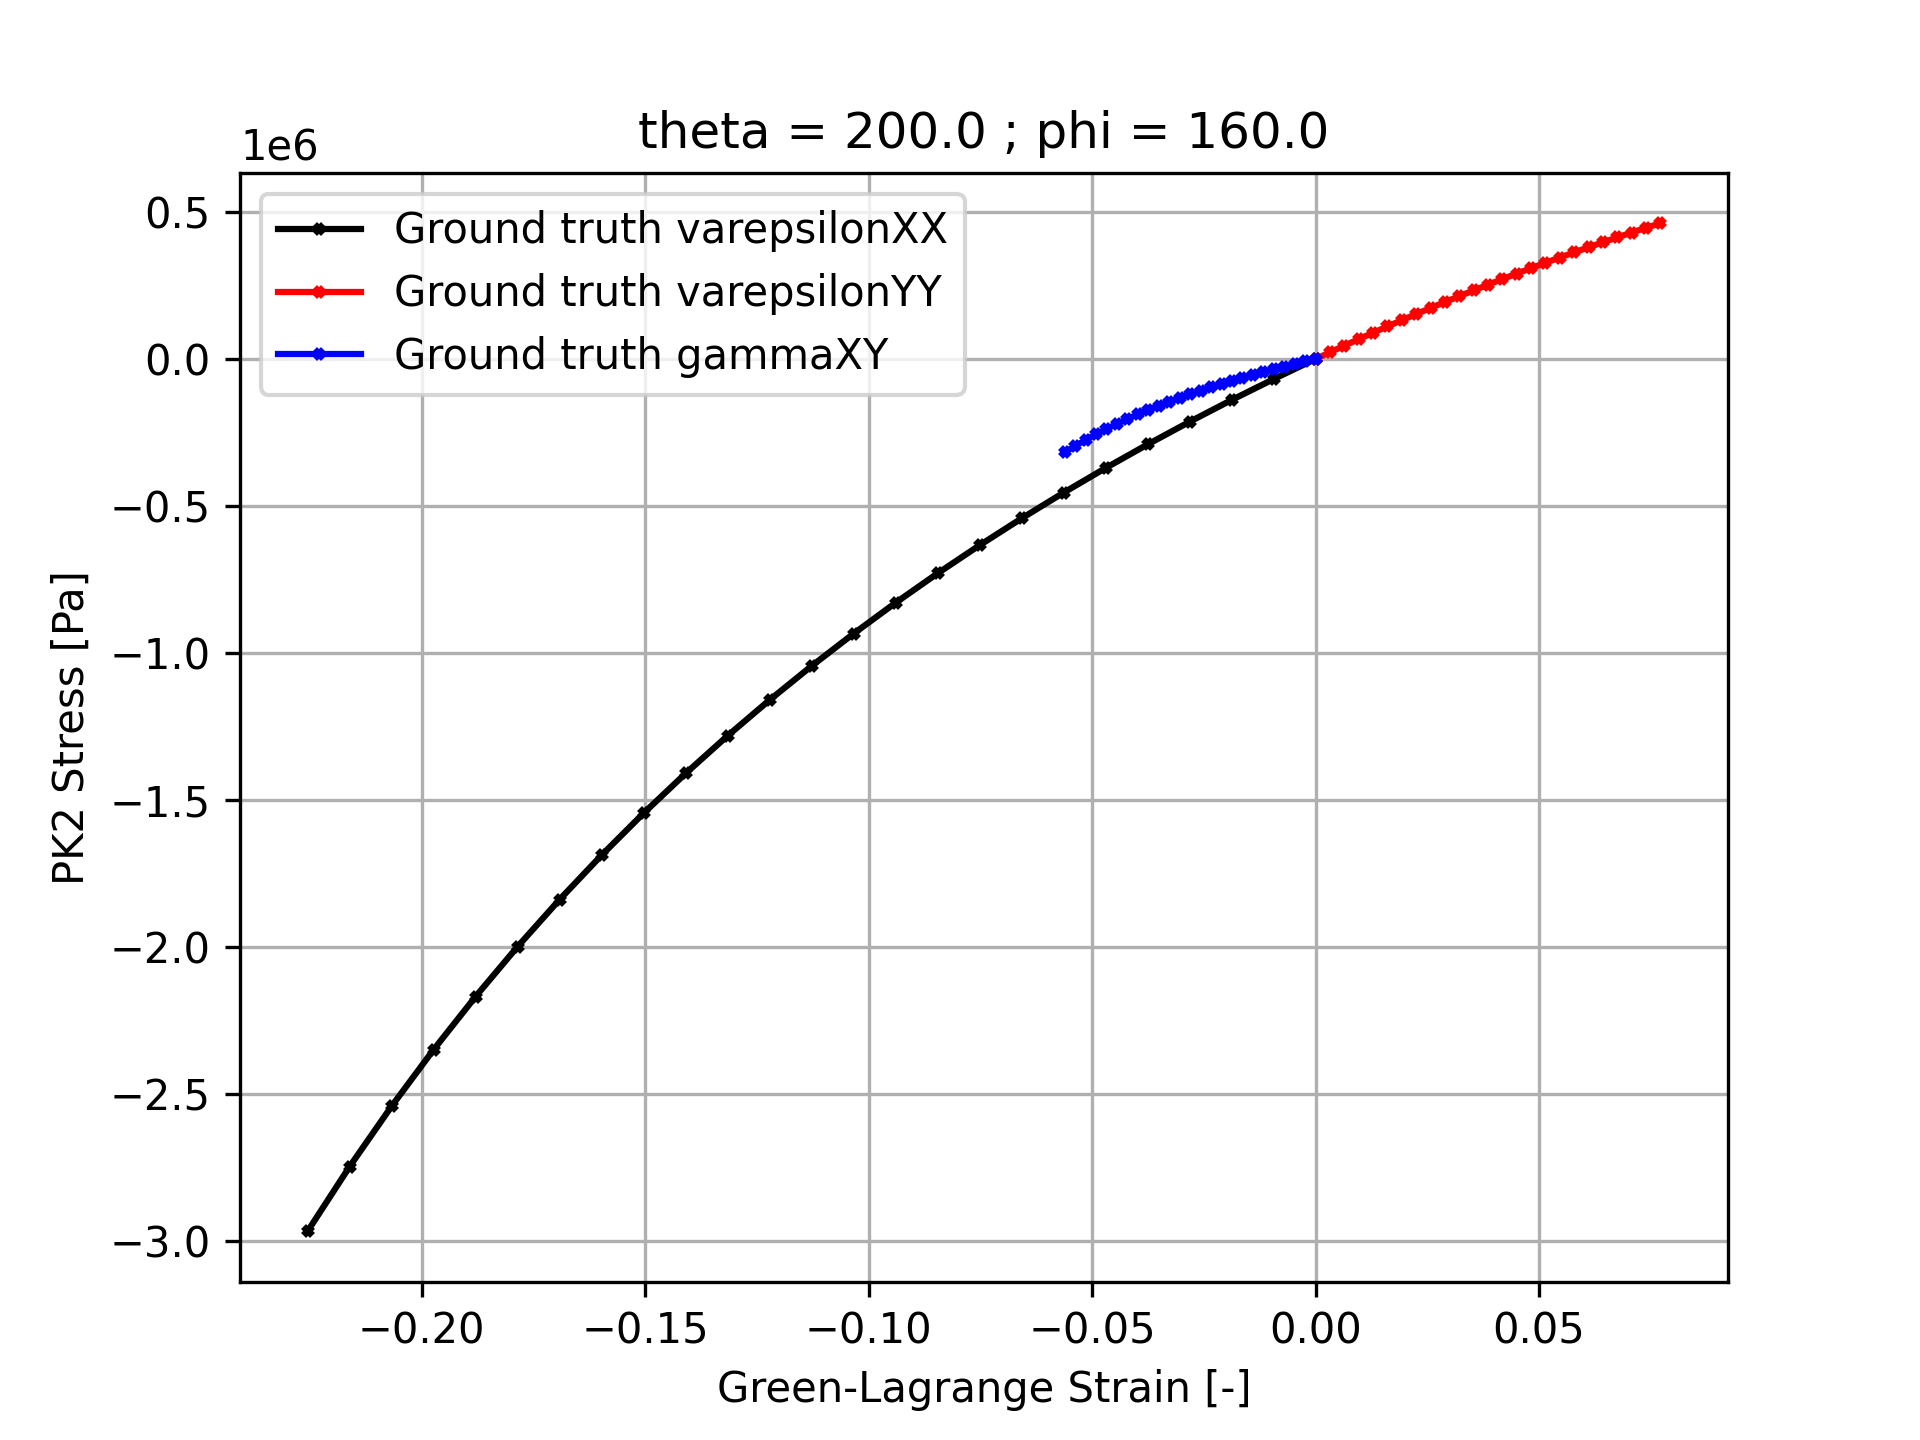 theta = 200.0 ; phi = 160.0
1e6
Ground truth varepsilonXX
Ground truth varepsilonYY
Ground truth gammaXY
0.5
0.0
−0.5
−1.0
−1.5
−2.0
−2.5
−3.0
PK2 Stress [Pa]
−0.20 −0.15 −0.10 −0.05 0.00 0.05
Green-Lagrange Strain [-]